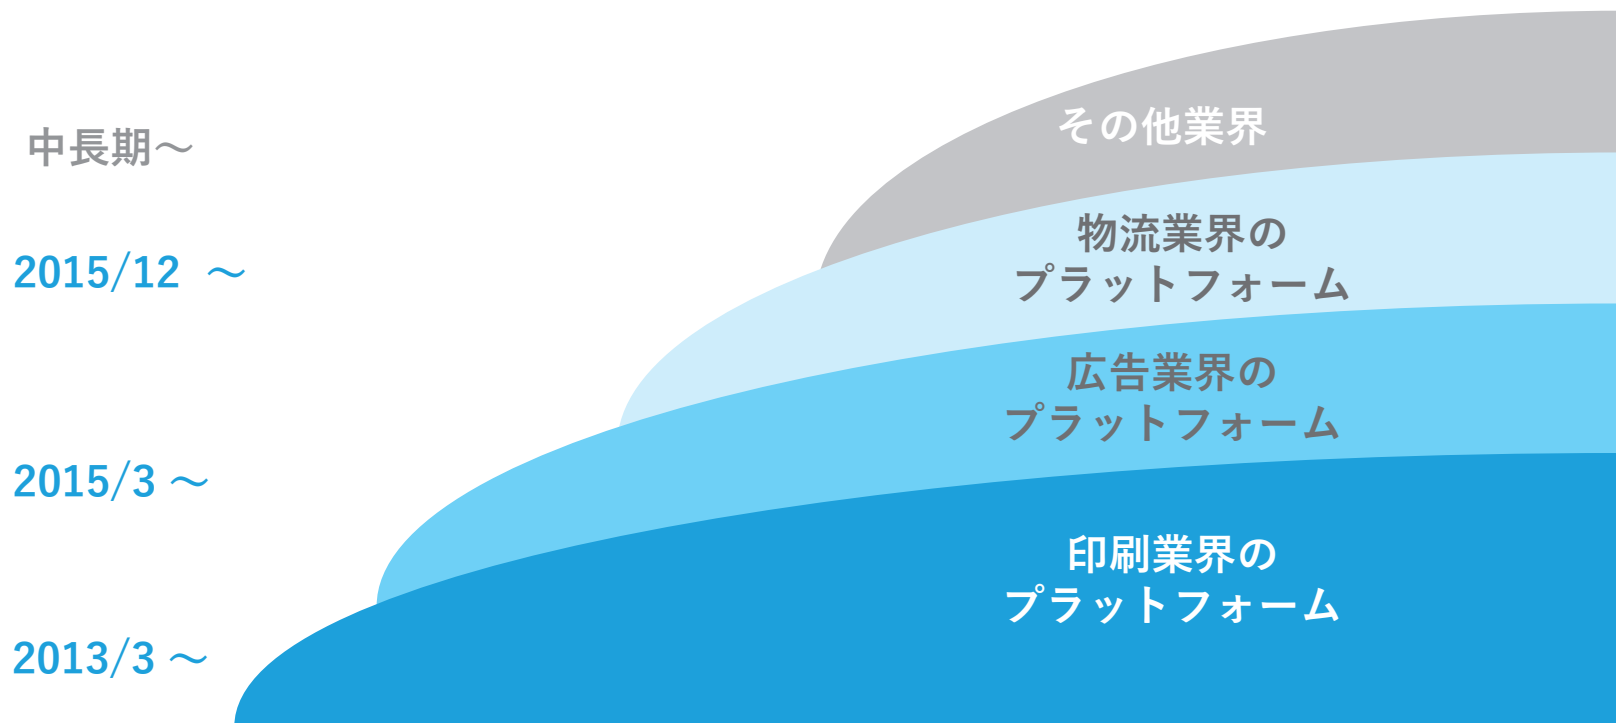 その他業界
中長期〜
物流業界の
プラットフォーム
2015/12 〜
広告業界の
プラットフォーム
2015/3 〜
印刷業界の
プラットフォーム
2013/3 〜